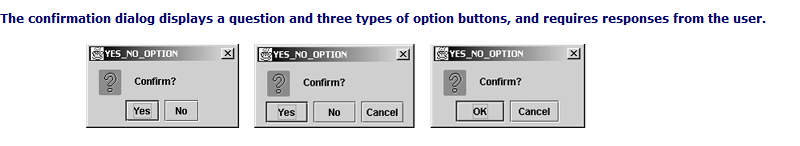 The confirmation dialog displays a question and three types of option buttons, and requires responses from the user.
YES_NO_OPTION
Confirm?
Yes No
YES_NO_OPTION
Confirm?
Yes No Cancel
YES_NO_OPTION
Confirm?
OK Cancel